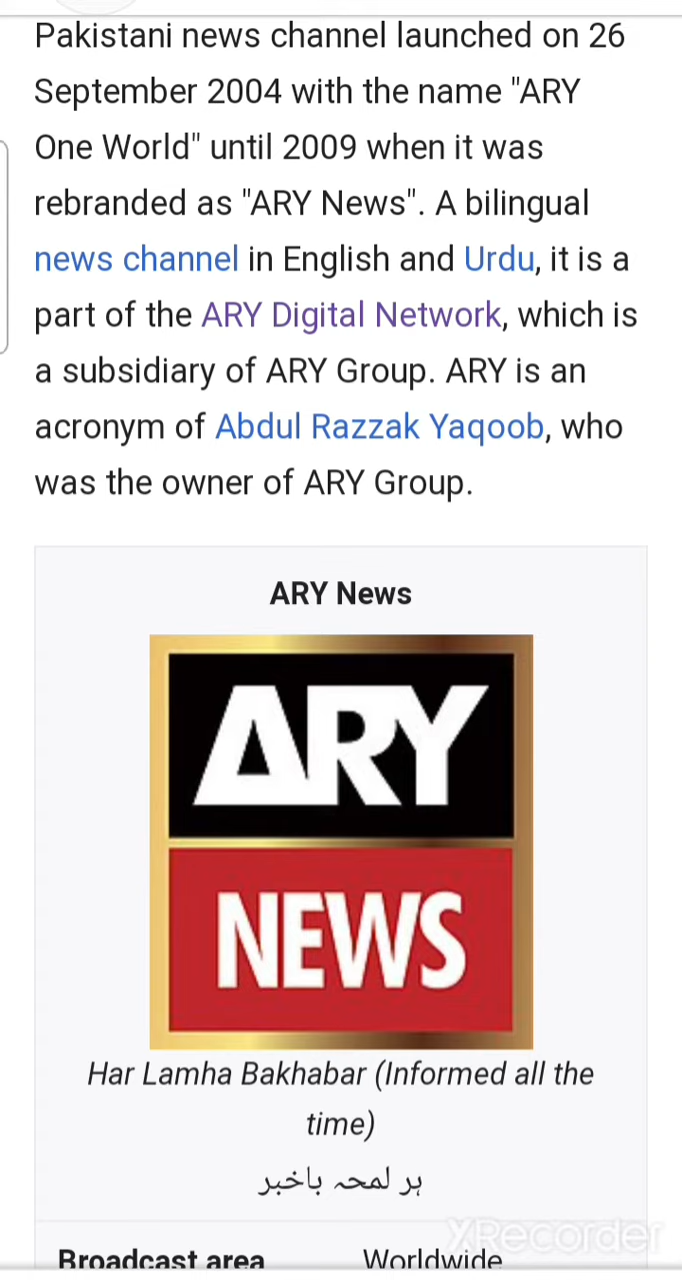 Pakistani news channel launched on 26
September 2004 with the name "ARY
One World" until 2009 when it was
rebranded as "ARY News". A bilingual
news channel in English and Urdu, it is a
part of the ARY Digital Network, which is
a subsidiary of ARY Group. ARY is an
acronym of Abdul Razzak Yaqoob, who
was the owner of ARY Group.
ARY News
ARY
NEWS
Har Lamha Bakhabar (Informed all the
time)
ہر لمحہ باخبر
XRecorder
Broadcast area Worldwide